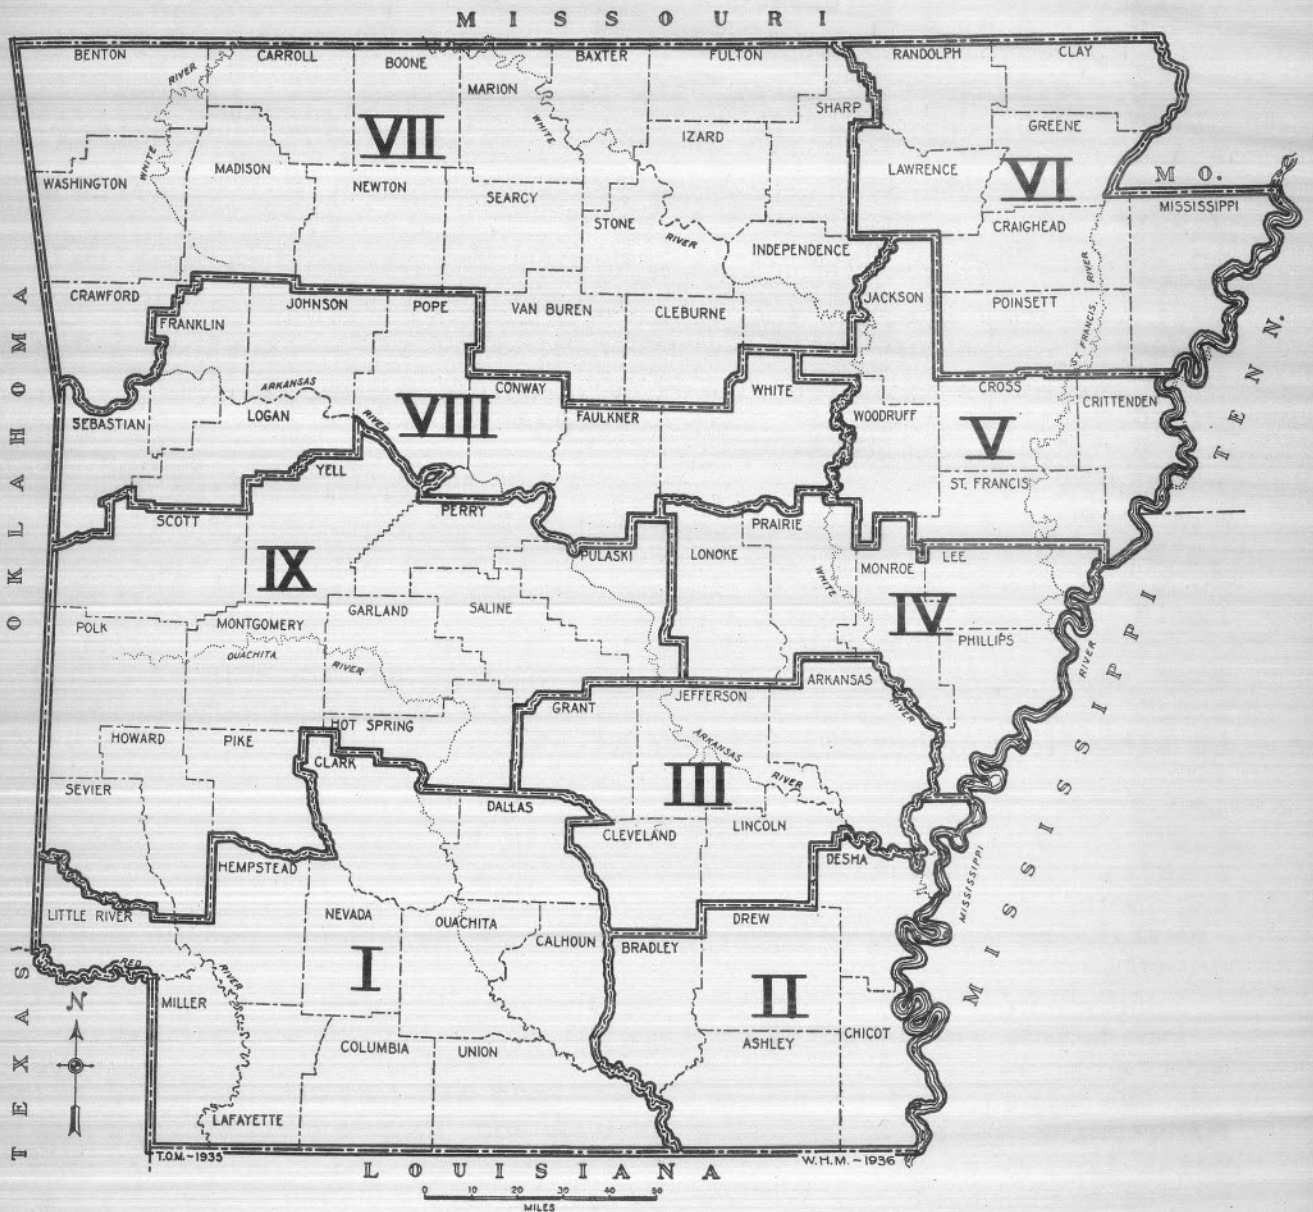 MISSOURI
BENTON
CARROLL
BOONE
BAXTER
FULTON
RANDOLPH
CLAY
RIVER
MARION
SHARP
WHITE
IZARD
GREENE
VII
WHITE
MADISON
LAWRENCE
VI
MO.
WASHINGTON
NEWTON
SEARCY
MISSISSIPPI
STONE
CRAIGHEAD
RIVER
INDEPENDENCE
CRAWFORD
JOHNSON
POPE
VAN BUREN
CLEBURNE
JACKSON
POINSETT
ST. FRANCIS RIVER
FRANKLIN
OKLAHOMA
TENN.
ARKANSAS
RIVER
CONWAY
WHITE
CROSS
CRITTENDEN
SEBASTIAN
LOGAN
VIII
FAULKNER
WOODRUFF
V
YELL
ST. FRANCIS
SCOTT
PERRY
PRAIRIE
PULASKI
LONOKE
MONROE
LEE
IX
WHITE
RIVER
GARLAND
SALINE
IV
POLK
MONTGOMERY
PHILLIPS
OUACHITA
RIVER
ARKANSAS
JEFFERSON
GRANT
RIVER
MISSISSIPPI
HOT SPRING
HOWARD
PIKE
CLARK
ARKANSAS
RIVER
III
SEVIER
DALLAS
CLEVELAND
LINCOLN
DESHA
HEMPSTEAD
MISSISSIPPI
LITTLE RIVER
NEVADA
OUACHITA
CALHOUN
BRADLEY
DREW
I
RED
RIVER
TEXAS
N
MILLER
II
COLUMBIA
UNION
ASHLEY
CHICOT
LAFAYETTE
T.O.M.~1935
LOUISIANA
W.H.M.~1936
0 10 20 30 40 50
MILES